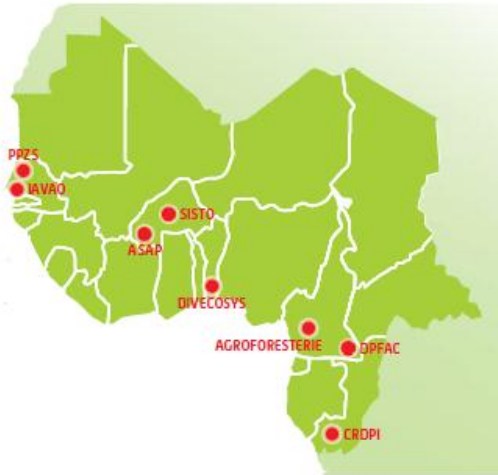 PPZS
IAVAO
SISTO
ASAP
DIVECOSYS
AGROFORESTERIE
DPFAC
CRDPI